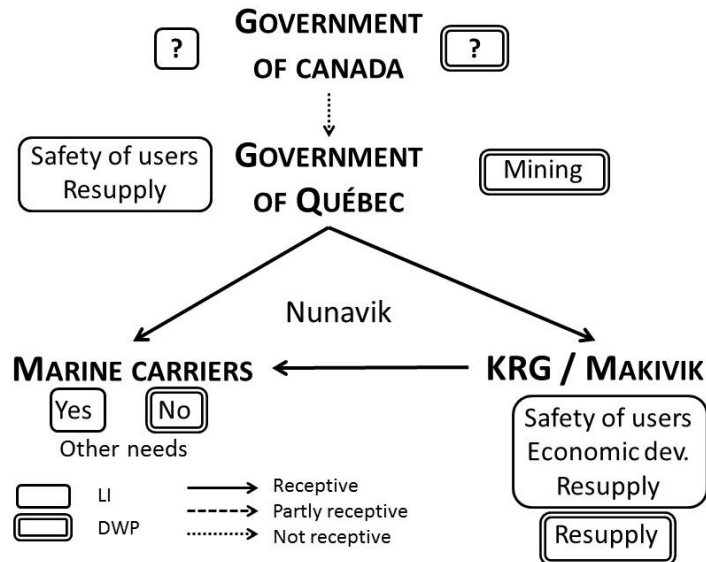 GOVERNMENT
OF CANADA
?
?
Safety of users
Resupply
GOVERNMENT
OF QUÉBEC
Mining
Nunavik
MARINE CARRIERS
Yes
No
Other needs
KRG / MAKIVIK
Safety of users
Economic dev.
Resupply
Resupply
LI
DWP
Receptive
Partly receptive
Not receptive